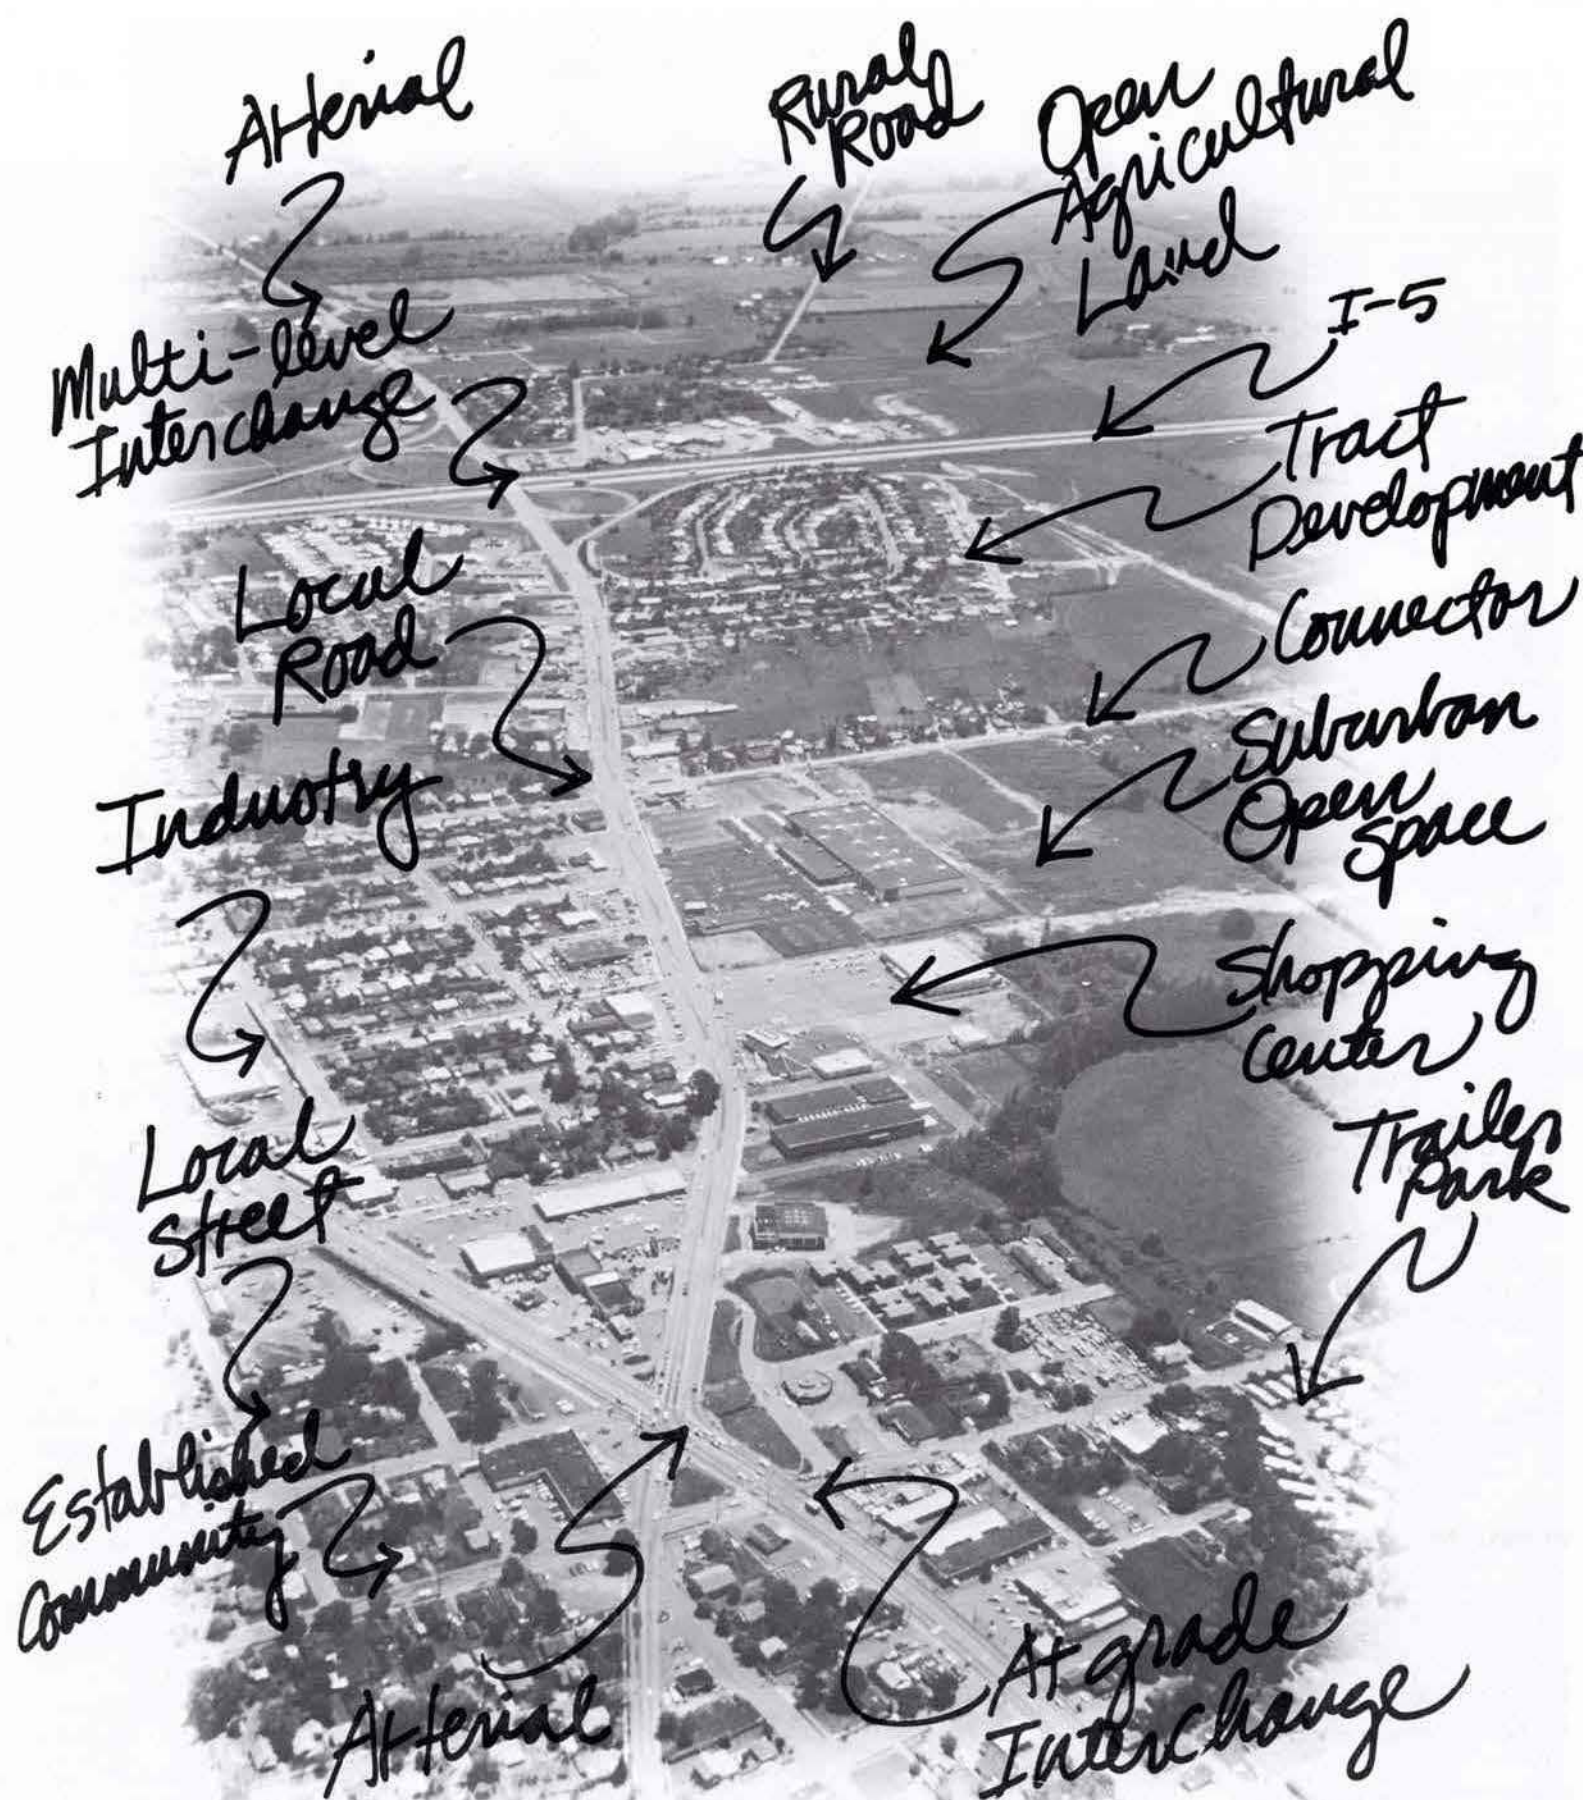 Arterial
Rural
Road
Open
Agricultural
Land
Multi-level
Interchange
I-5
Tract
Development
Local
Road
Connector
Suburban
Open
Space
Industry
Shopping
Center
Local
Street
Trailer
Park
Established
Community
Arterial
At grade
Interchange